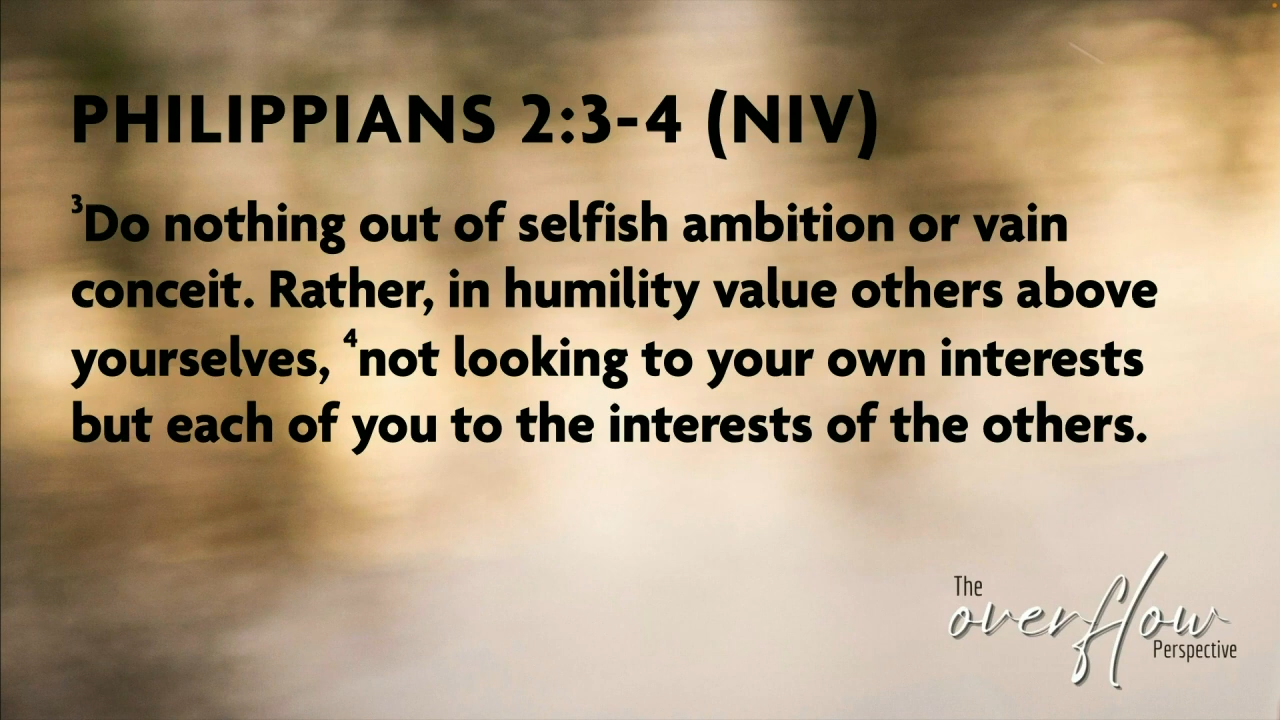 PHILIPPIANS 2:3-4 (NIV)
³Do nothing out of selfish ambition or vain
conceit. Rather, in humility value others above
yourselves, ⁴not looking to your own interests
but each of you to the interests of the others.
The
overflow
Perspective